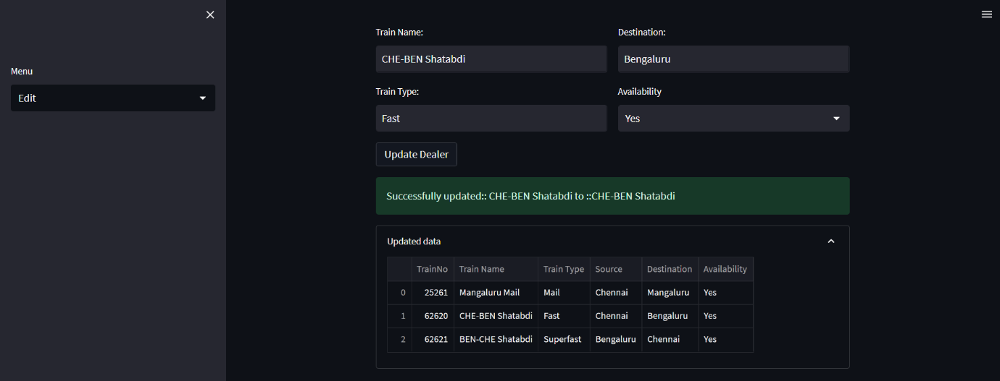 Menu
Edit
Train Name: Destination:
CHE-BEN Shatabdi Bengaluru
Train Type: Availability
Fast Yes
Update Dealer
Successfully updated:: CHE-BEN Shatabdi to ::CHE-BEN Shatabdi
Updated data
TrainNo Train Name Train Type Source Destination Availability
0 25261 Mangaluru Mail Mail Chennai Mangaluru Yes
1 62620 CHE-BEN Shatabdi Fast Chennai Bengaluru Yes
2 62621 BEN-CHE Shatabdi Superfast Bengaluru Chennai Yes